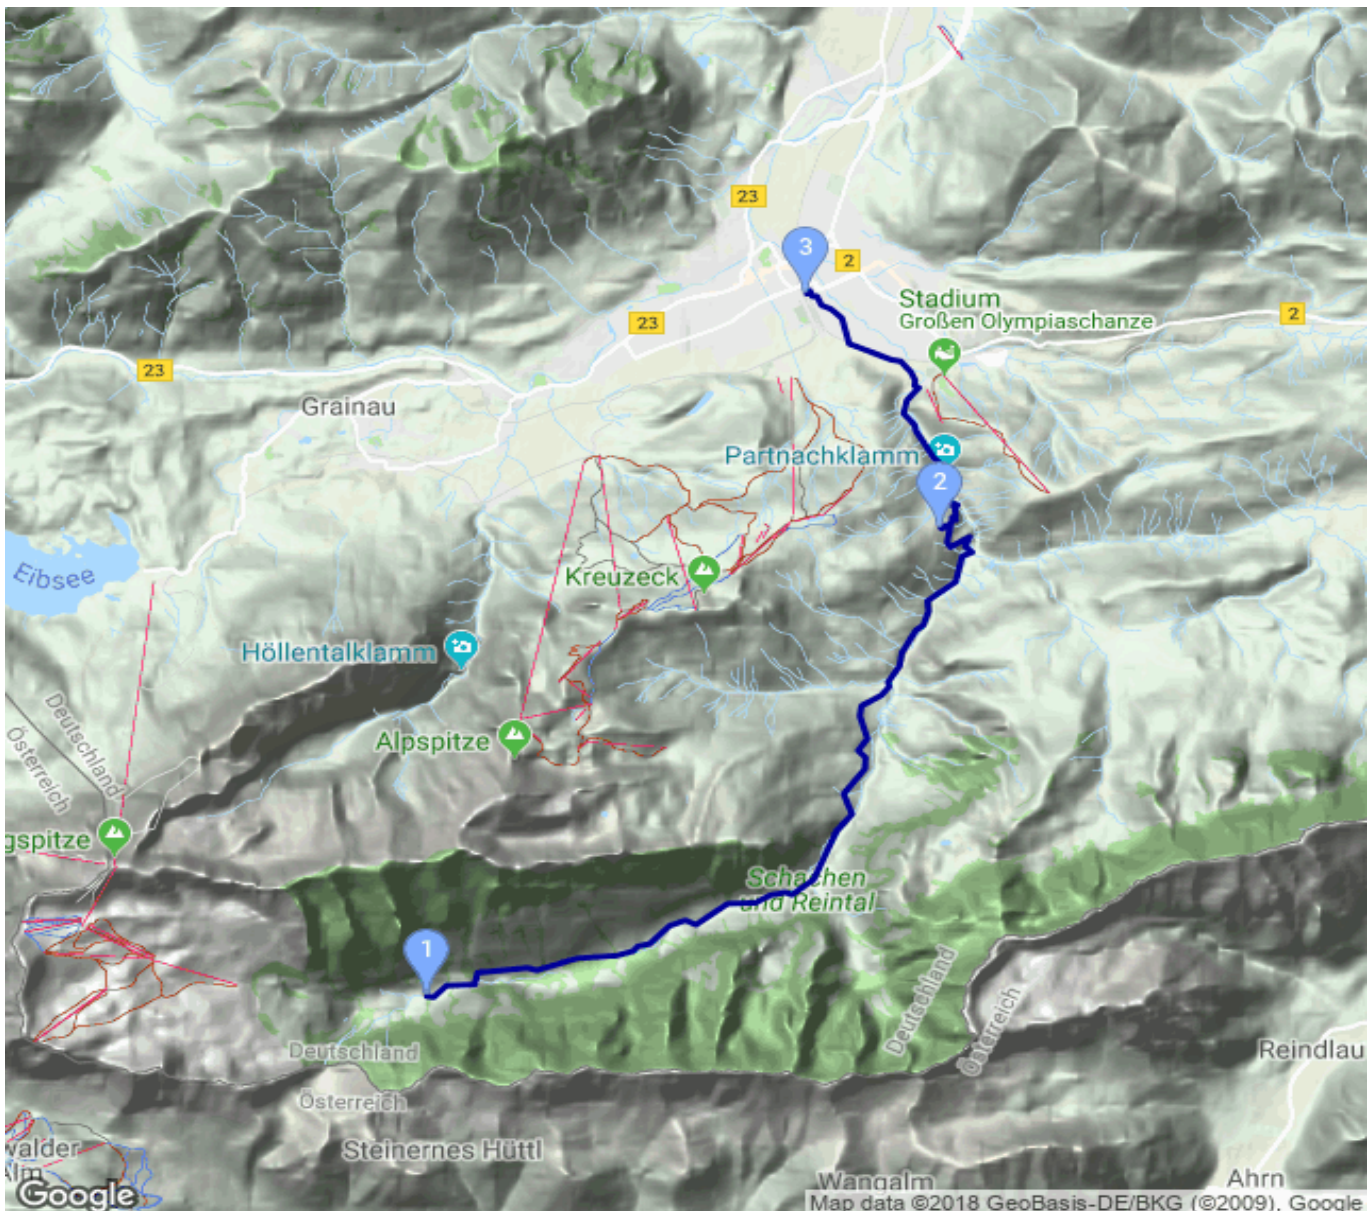 23
3
2
Stadium
Großen Olympiaschanze
2
23
23
Grainau
Partnachklamm
2
Eibsee
Kreuzeck
Höllentalklamm
Deutschland
Österreich
Alpspitze
gspitze
Schachen
und Reintal
1
Deutschland
Österreich
Deutschland
Österreich
Reindlau
Steinernes Hüttl
walder
Alm
Wangalm
Ahrn
Google
Map data ©2018 GeoBasis-DE/BKG (©2009), Google